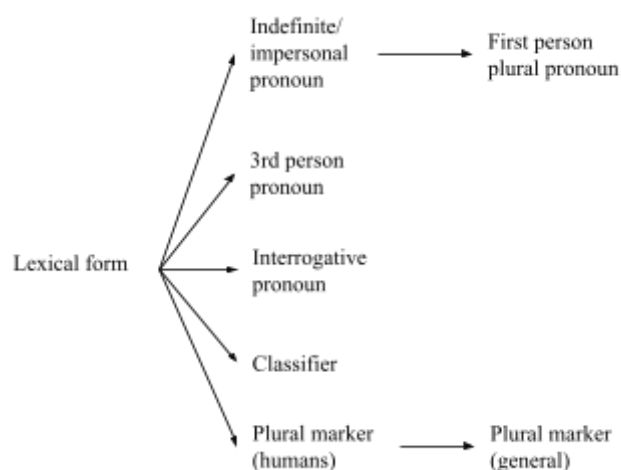 Indefinite/
impersonal
pronoun
First person
plural pronoun
3rd person
pronoun
Lexical form
Interrogative
pronoun
Classifier
Plural marker
(humans)
Plural marker
(general)